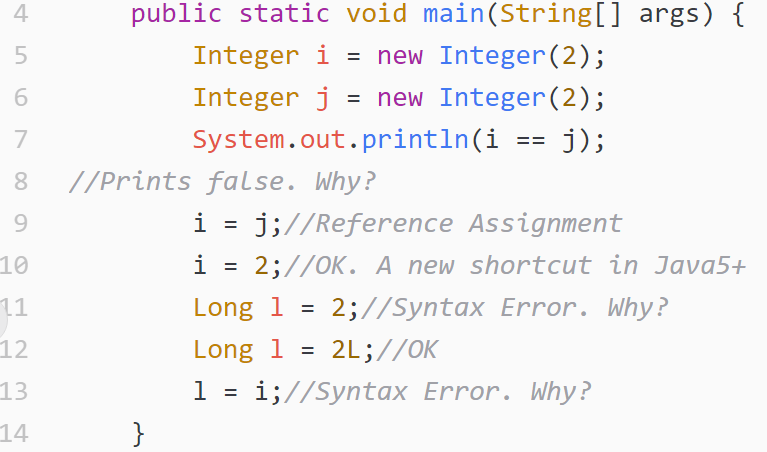 4 public static void main(String[] args) {
5 Integer i = new Integer(2);
6 Integer j = new Integer(2);
7 System.out.println(i == j);
8 //Prints false. Why?
9 i = j;//Reference Assignment
10 i = 2;//OK. A new shortcut in Java5+
11 Long l = 2;//Syntax Error. Why?
12 Long l = 2L;//OK
13 l = i;//Syntax Error. Why?
14 }